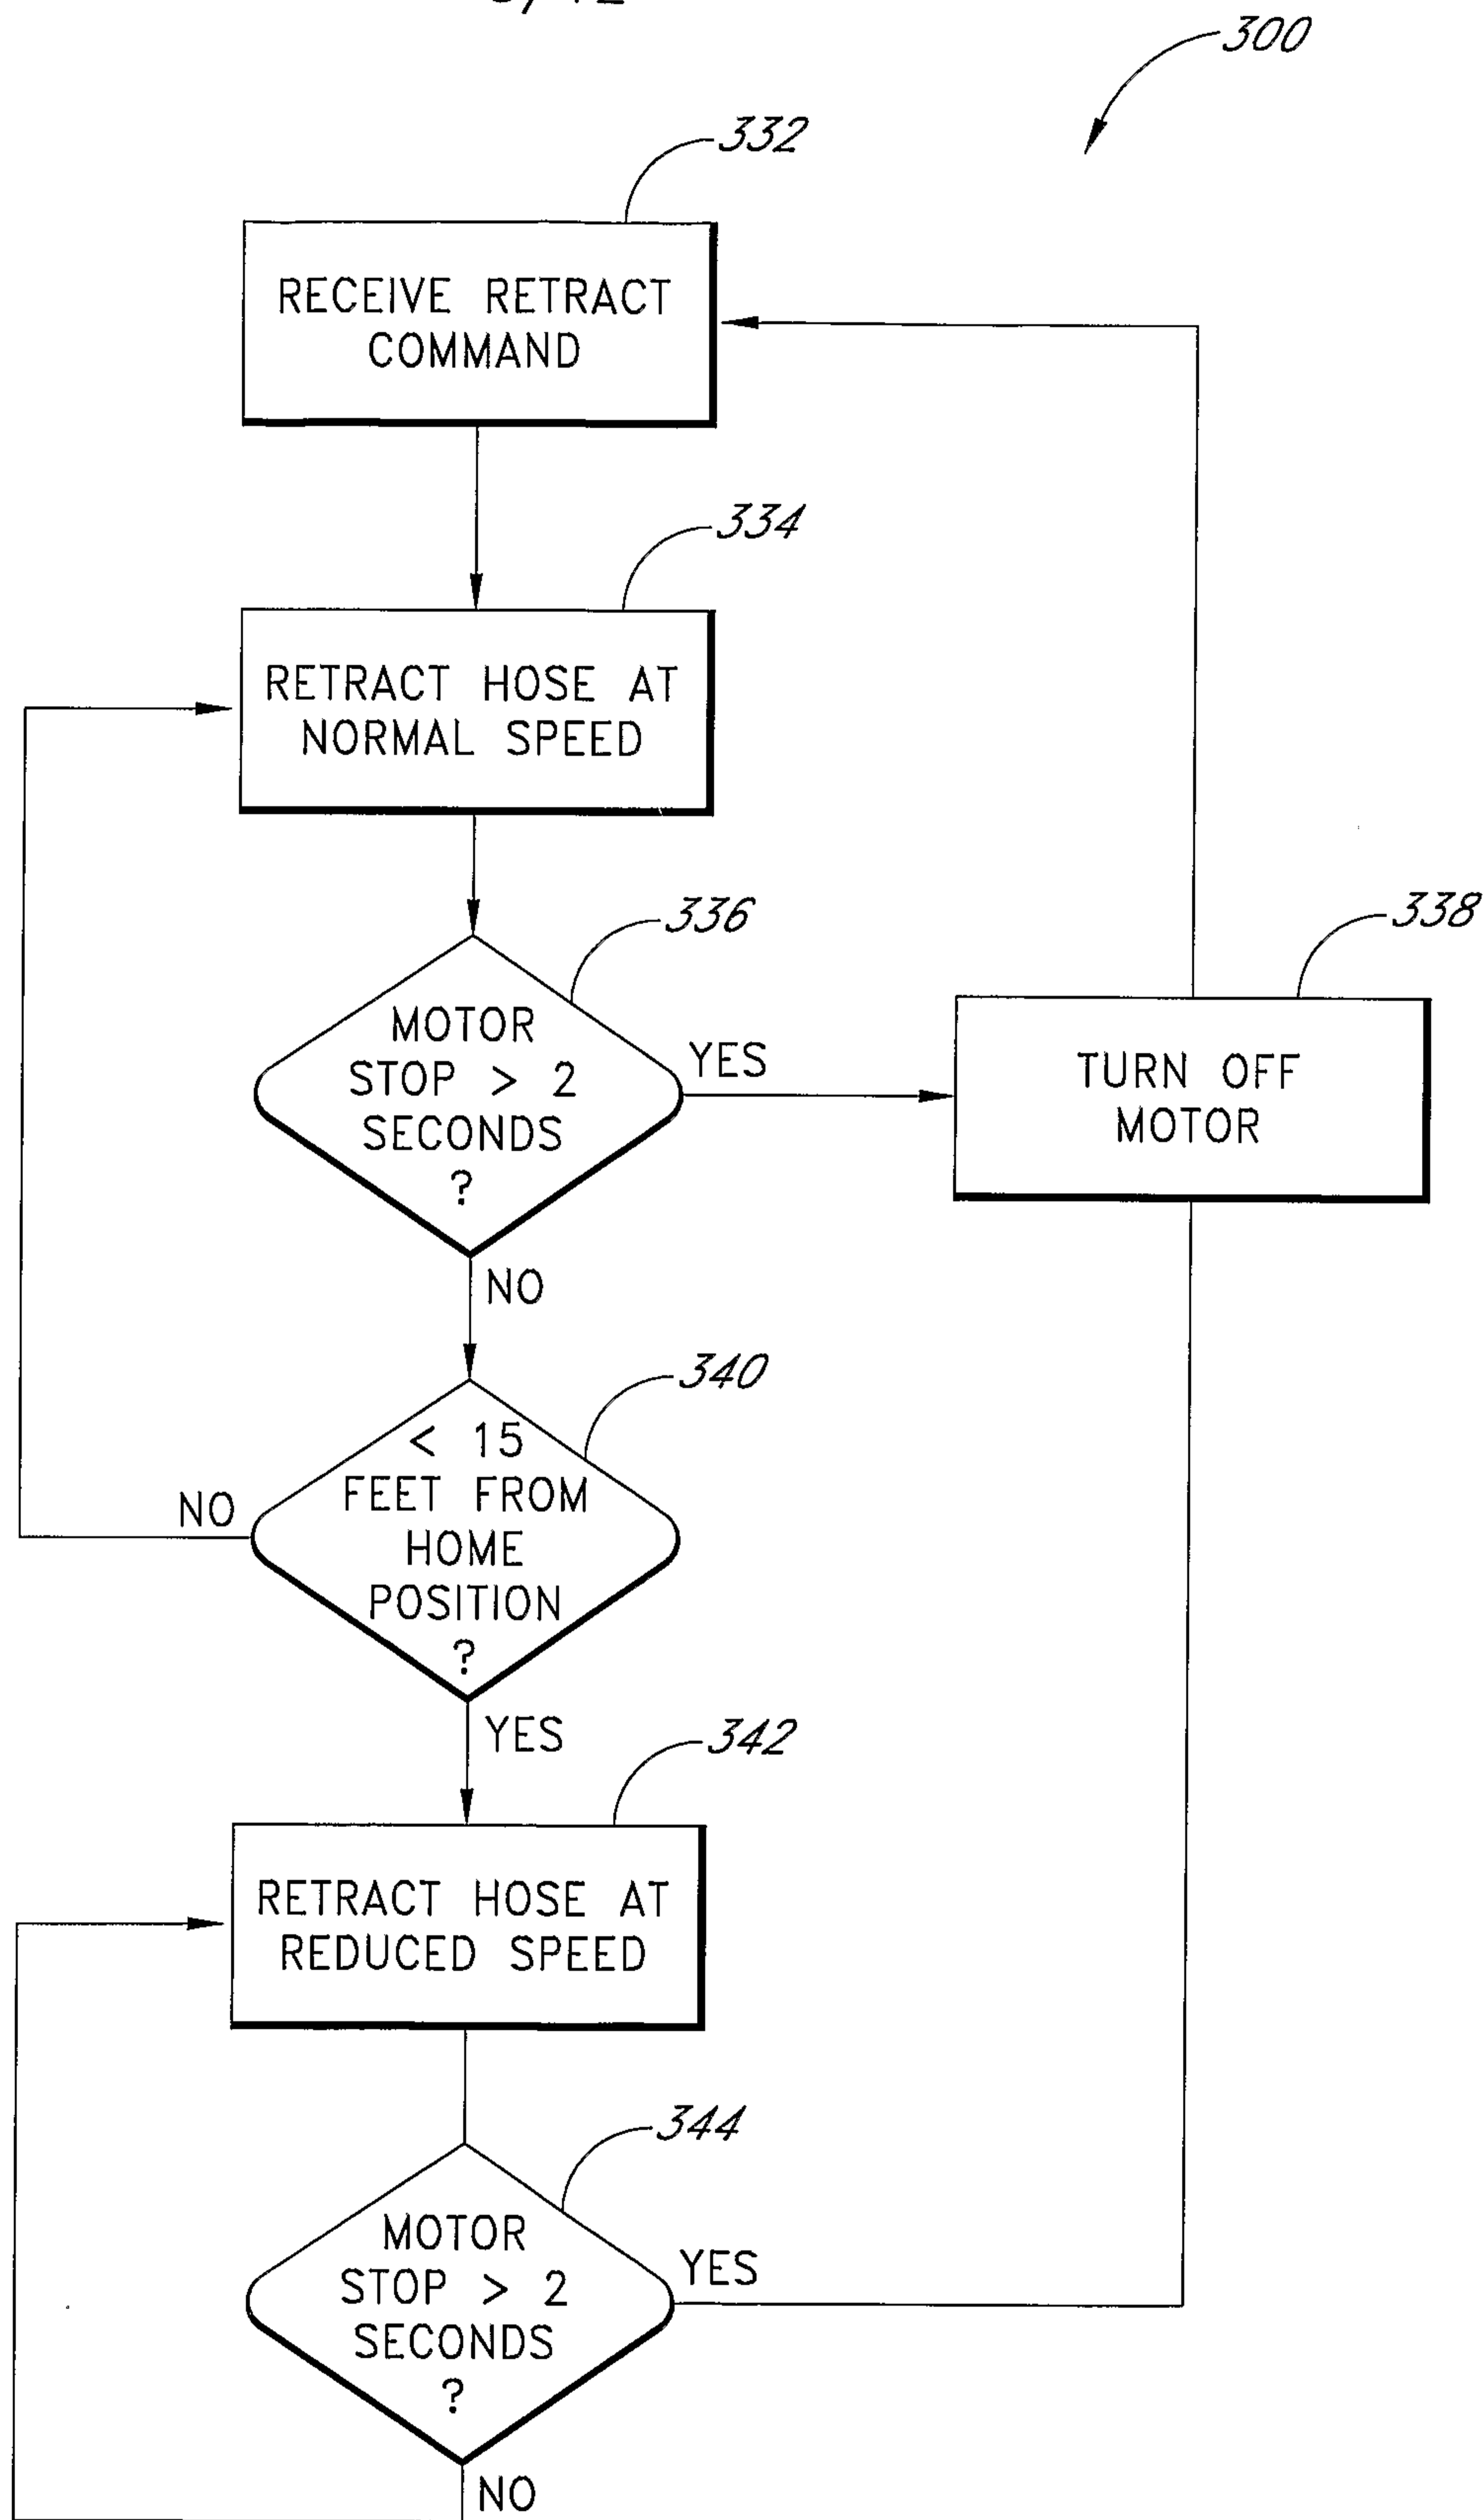 300
332
RECEIVE RETRACT
COMMAND
334
RETRACT HOSE AT
NORMAL SPEED
336
MOTOR
STOP > 2
SECONDS
?
YES
338
TURN OFF
MOTOR
NO
340
< 15
FEET FROM
HOME
POSITION
?
NO
YES
342
RETRACT HOSE AT
REDUCED SPEED
344
MOTOR
STOP > 2
SECONDS
?
YES
NO